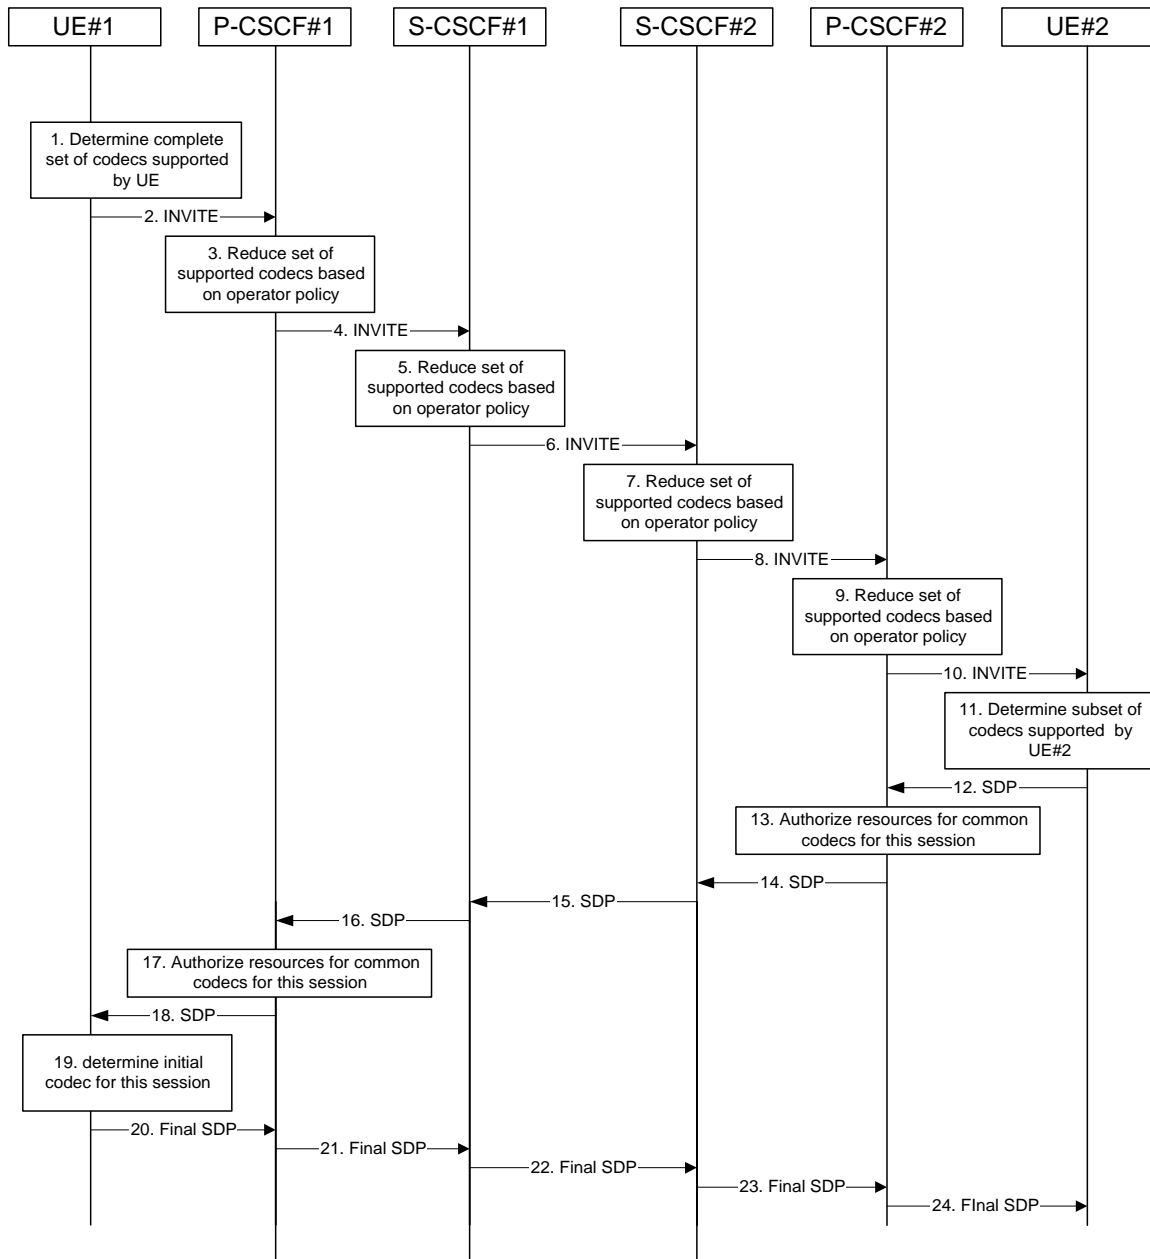 UE#1
P-CSCF#1
S-CSCF#1
S-CSCF#2
P-CSCF#2
UE#2
1. Determine complete
set of codecs supported
by UE
2. INVITE
3. Reduce set of
supported codecs based
on operator policy
4. INVITE
5. Reduce set of
supported codecs based
on operator policy
6. INVITE
7. Reduce set of
supported codecs based
on operator policy
8. INVITE
9. Reduce set of
supported codecs based
on operator policy
10. INVITE
11. Determine subset of
codecs supported  by
UE#2
12. SDP
13. Authorize resources for common
codecs for this session
14. SDP
15. SDP
16. SDP
17. Authorize resources for common
codecs for this session
18. SDP
19. determine initial
codec for this session
20. Final SDP
21. Final SDP
22. Final SDP
23. Final SDP
24. FInal SDP